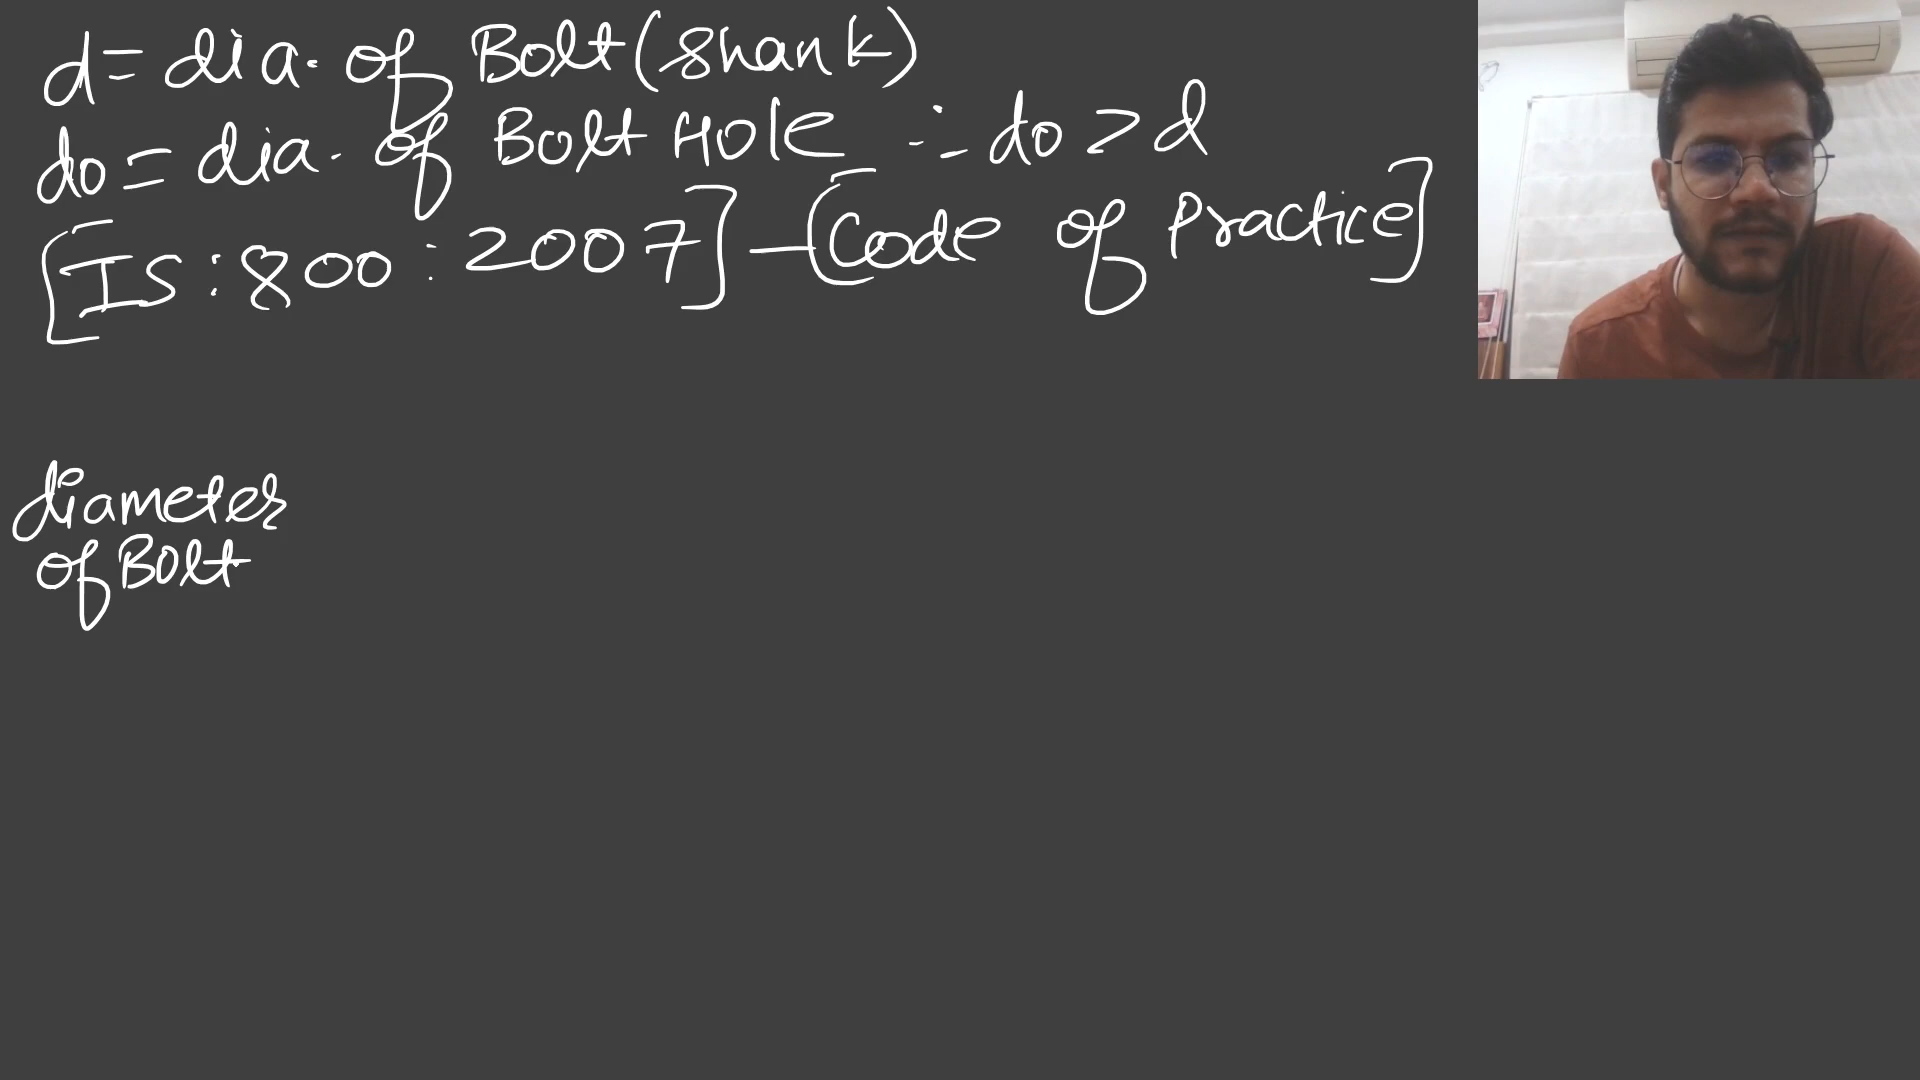 d = dia. of Bolt (shank)
do = dia. of Bolt Hole ∴ do > d
[IS : 800 : 2007] - [Code of Practice]
diameter
of Bolt